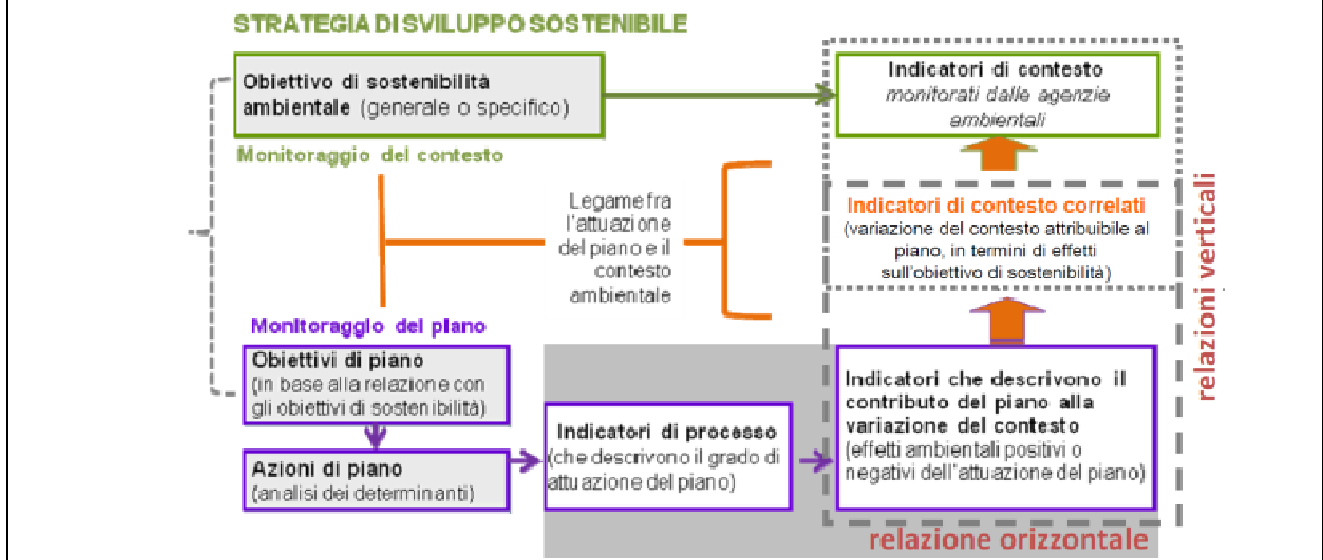 STRATEGIA DI SVILUPPO SOSTENIBILE
Obiettivo di sostenibilità
ambientale (generale o specifico)
Indicatori di contesto
monitorati dalle agenzie
ambientali
Monitoraggio del contesto
Legame fra
l'attuazione
del piano e il
contesto
ambientale
Indicatori di contesto correlati
(variazione del contesto attribuibile al
piano, in termini di effetti
sull'obiettivo di sostenibilità)
relazioni verticali
Monitoraggio del piano
Obiettivi di piano
(in base alla relazione con
gli obiettivi di sostenibilità)
Azioni di piano
(analisi dei determinanti)
Indicatori di processo
(che descrivono il grado di
attuazione del piano)
Indicatori che descrivono il
contributo del piano alla
variazione del contesto
(effetti ambientali positivi o
negativi dell'attuazione del piano)
relazione orizzontale